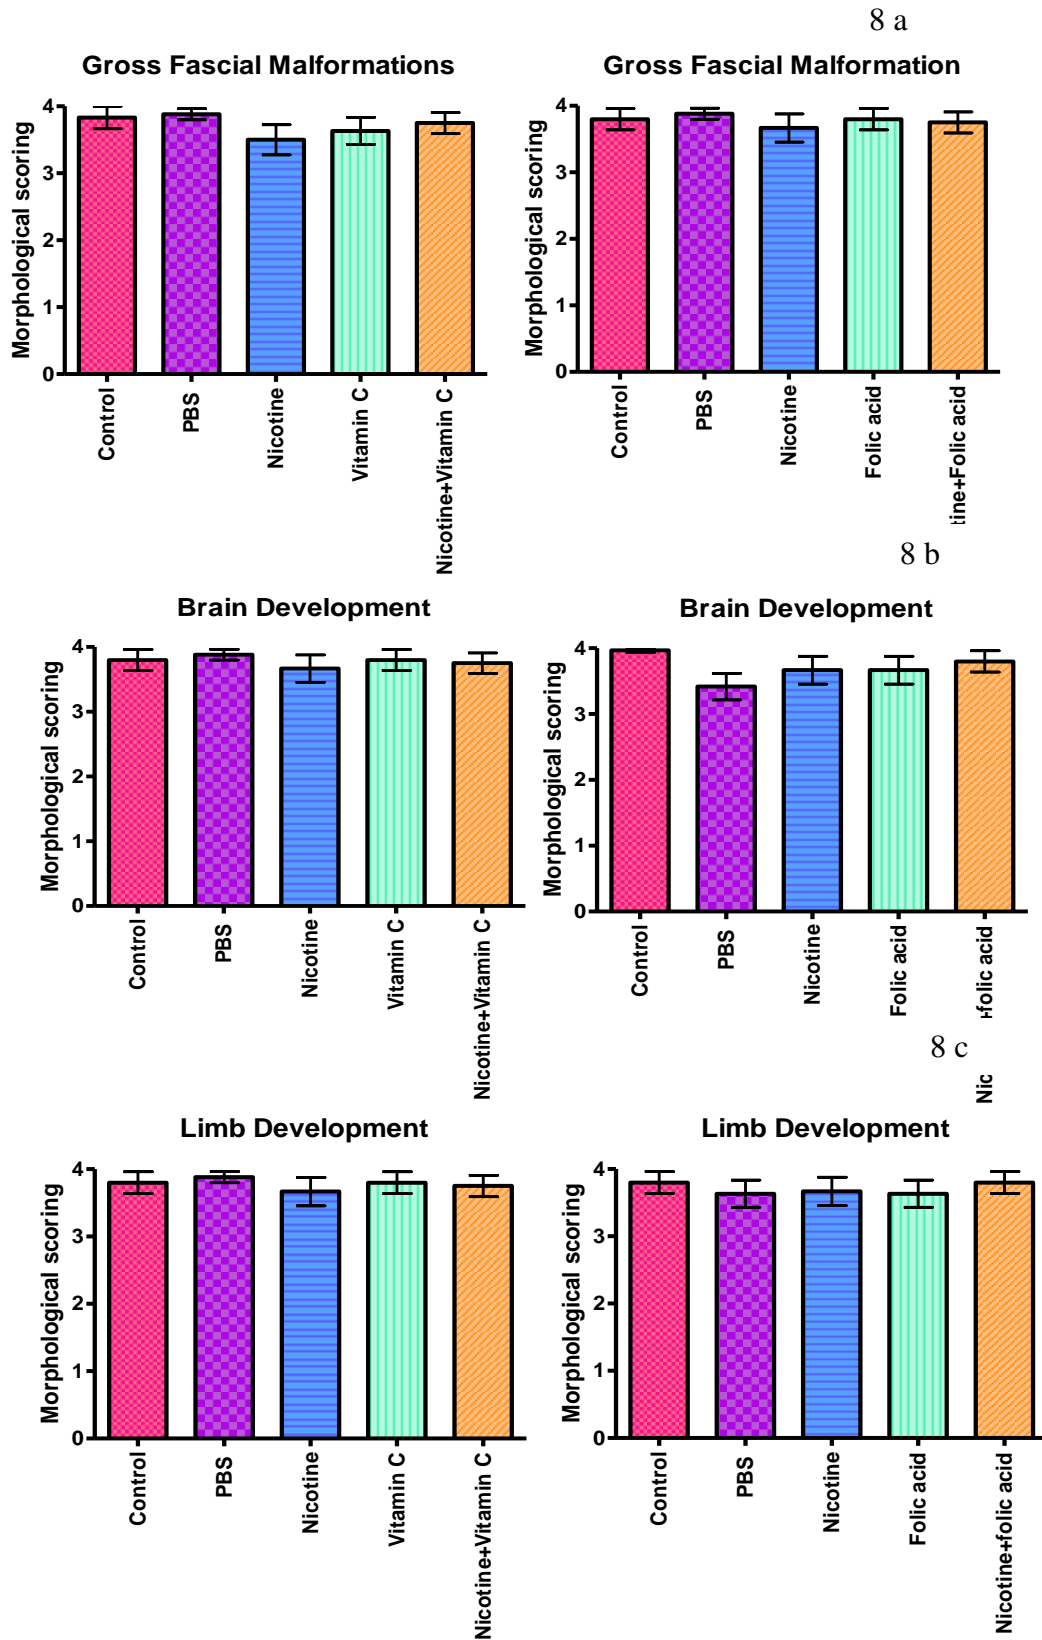 8 a
Gross Fascial Malformations
Morphological scoring
4
3
2
1
0
Control
PBS
Nicotine
Vitamin C
Nicotine+Vitamin C
Gross Fascial Malformation
Morphological scoring
4
3
2
1
0
Control
PBS
Nicotine
Folic acid
tine+Folic acid
8 b
Brain Development
Morphological scoring
4
3
2
1
0
Control
PBS
Nicotine
Vitamin C
Nicotine+Vitamin C
Brain Development
Morphological scoring
4
3
2
1
0
Control
PBS
Nicotine
Folic acid
Nic +folic acid
8 c
Limb Development
Morphological scoring
4
3
2
1
0
Control
PBS
Nicotine
Vitamin C
Nicotine+Vitamin C
Limb Development
Morphological scoring
4
3
2
1
0
Control
PBS
Nicotine
Folic acid
Nicotine+folic acid